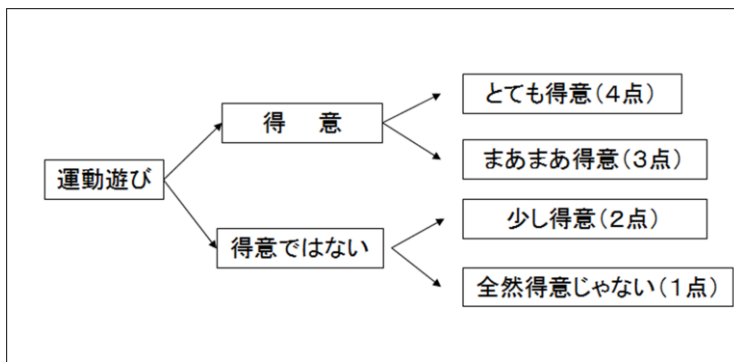 運動遊び
得　意
とても得意（４点）
まあまあ得意（３点）
得意ではない
少し得意（２点）
全然得意じゃない（１点）